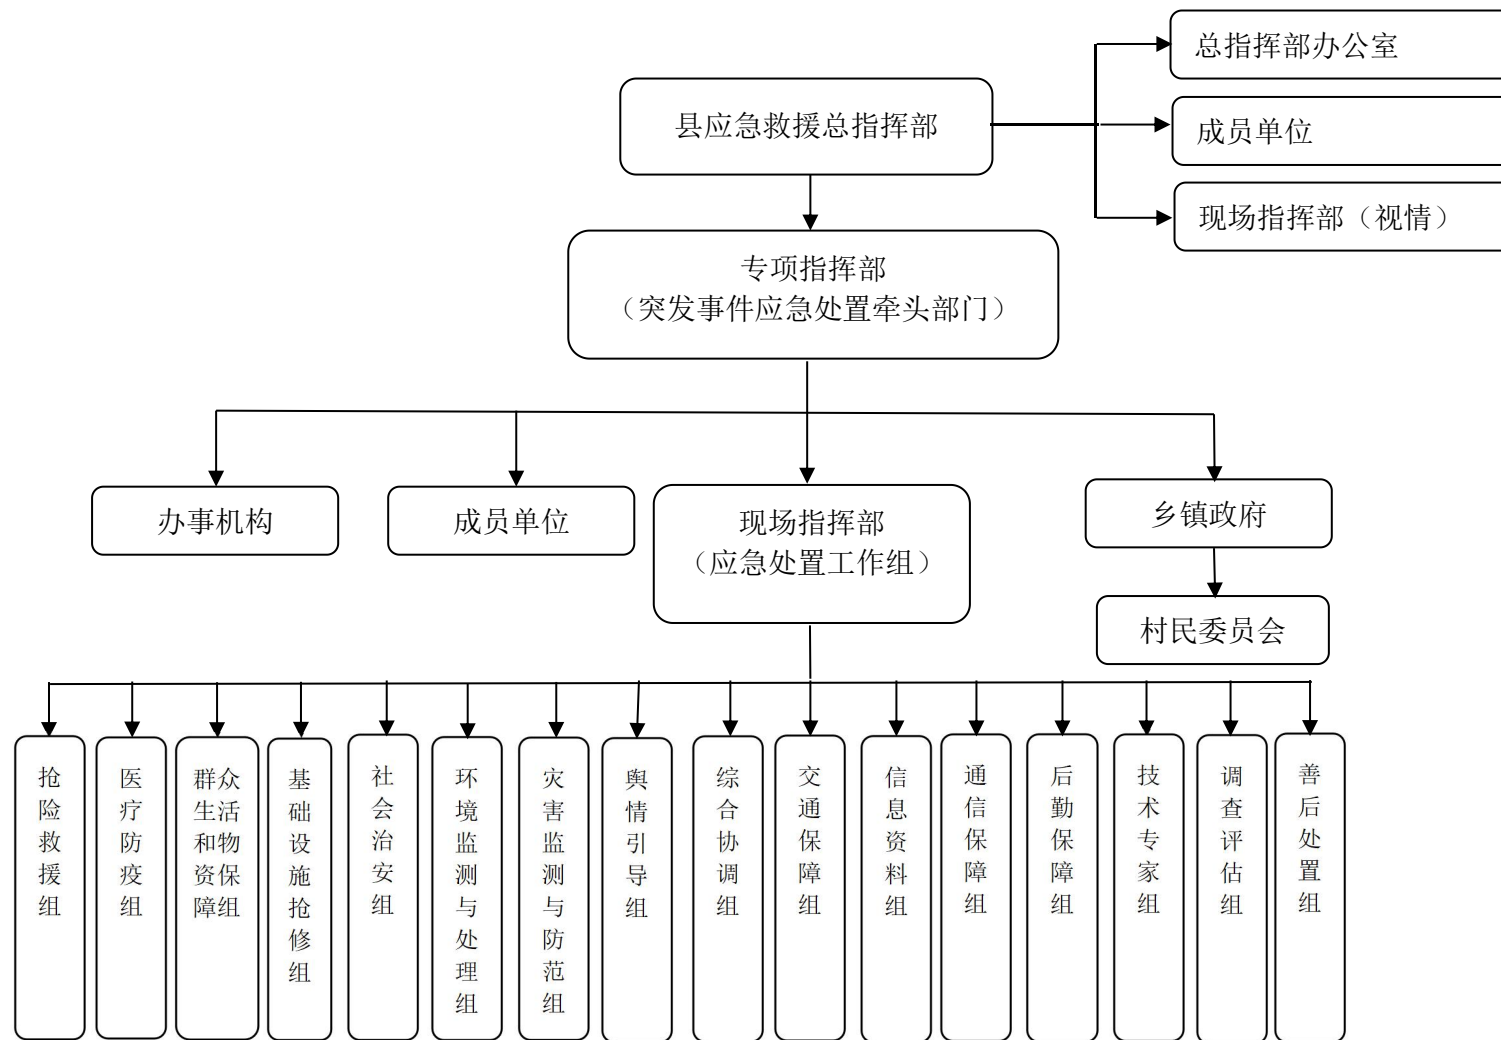 总指挥部办公室
县应急救援总指挥部
成员单位
现场指挥部（视情）
专项指挥部
（突发事件应急处置牵头部门）
办事机构
成员单位
现场指挥部
（应急处置工作组）
乡镇政府
村民委员会
抢险救援组
医疗防疫组
群众
生活
和物
资保
障组
基础设施抢修组
社会治安组
环境监测与处理组
灾害监测与防范组
舆情引导组
综合协调组
交通保障组
信息资料组
通信保障组
后勤保障组
技术专家组
调查评估组
善后处置组